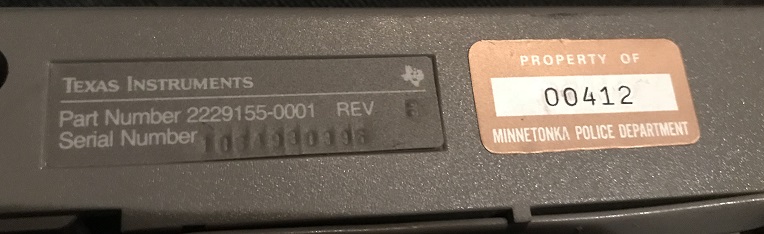 TEXAS INSTRUMENTS
Part Number 2229155-0001 REV
Serial Number
PROPERTY OF
00412
MINNETONKA POLICE DEPARTMENT